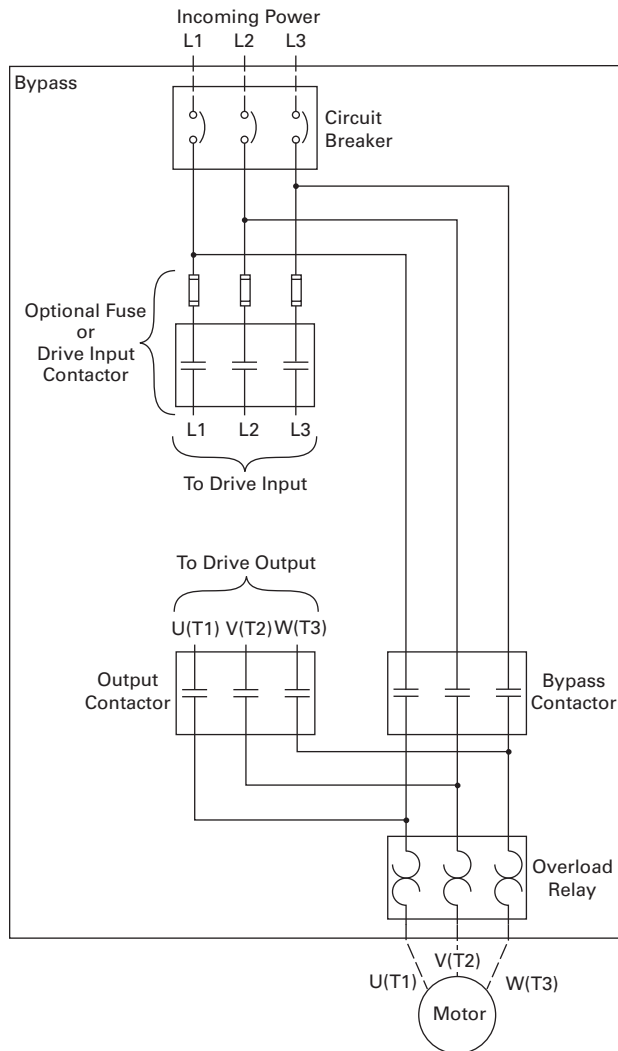 Incoming Power
L1 L2 L3
Bypass
Circuit
Breaker
Optional Fuse
or
Drive Input
Contactor
L1 L2 L3
To Drive Input
To Drive Output
U(T1) V(T2) W(T3)
Output
Contactor
Bypass
Contactor
Overload
Relay
V(T2)
U(T1) W(T3)
Motor